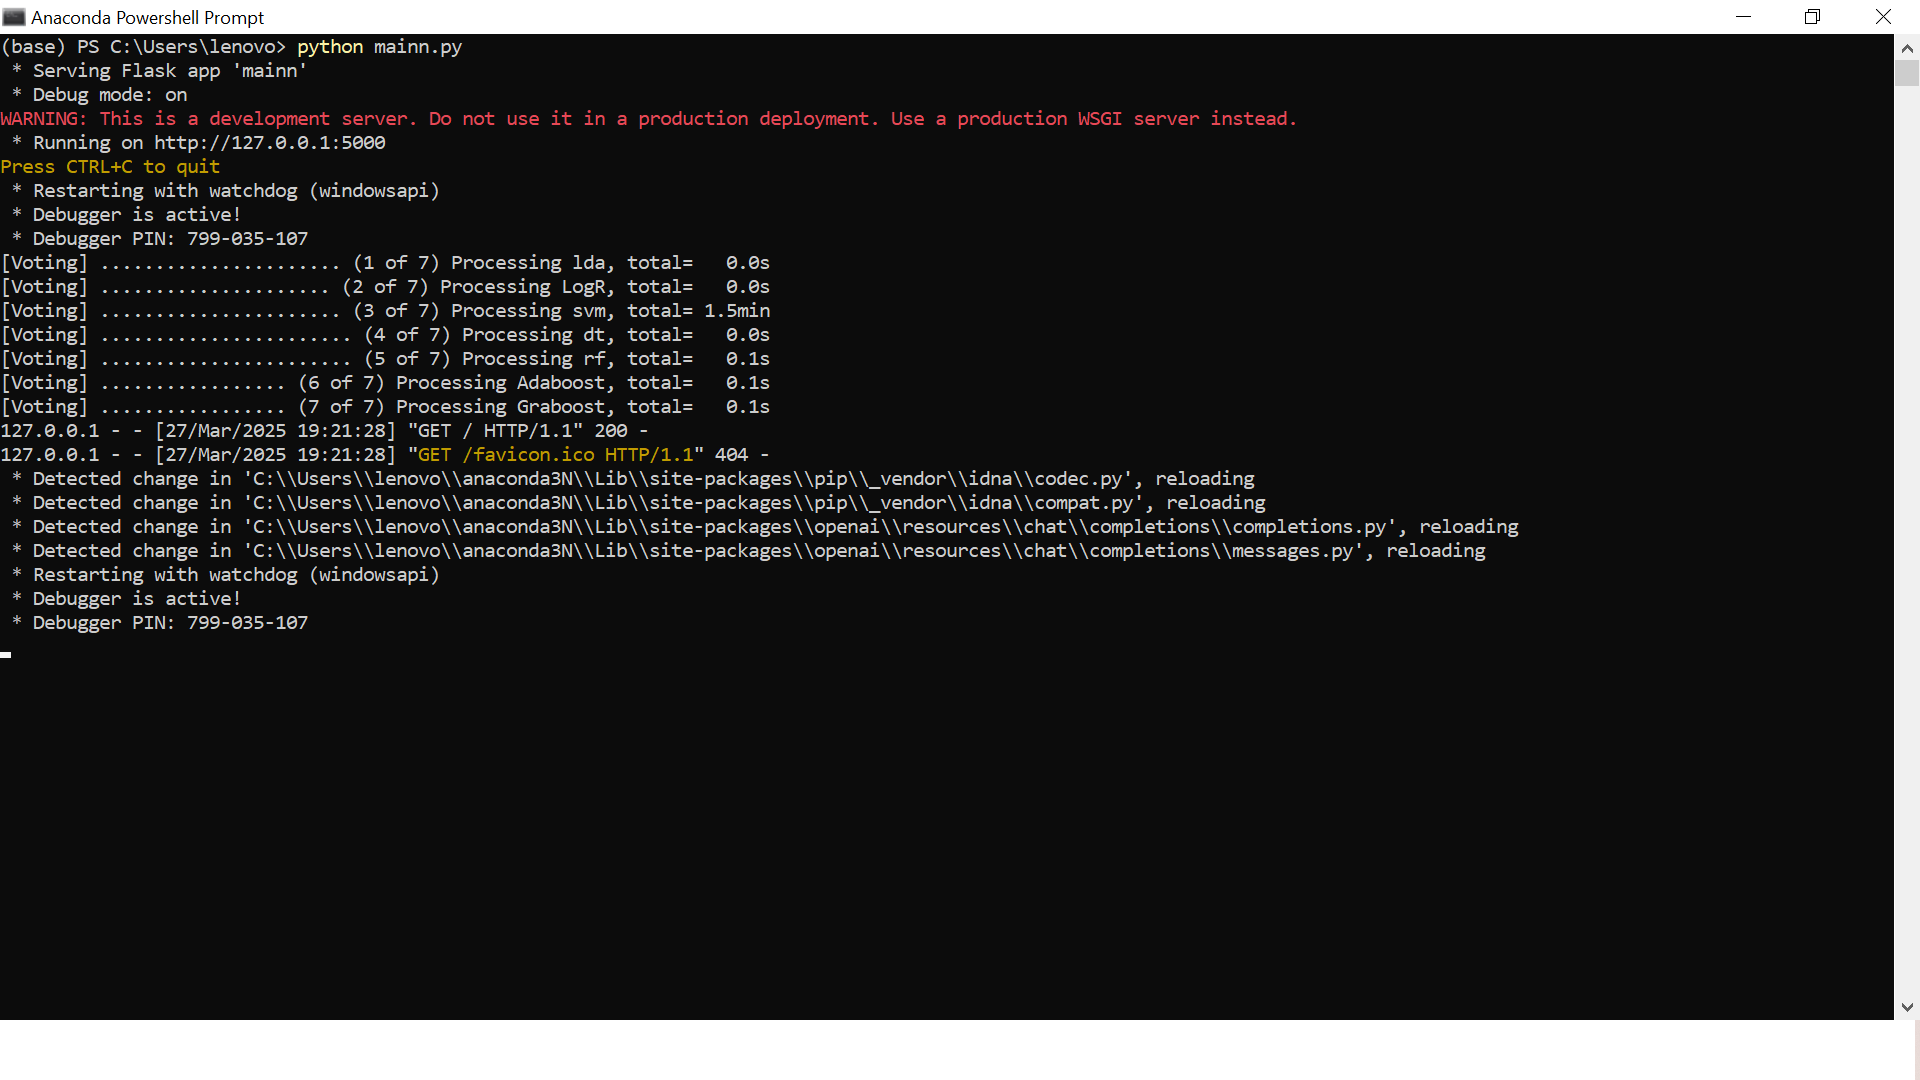 Anaconda Powershell Prompt
(base) PS C:\Users\lenovo> python mainn.py
 * Serving Flask app 'mainn'
 * Debug mode: on
WARNING: This is a development server. Do not use it in a production deployment. Use a production WSGI server instead.
 * Running on http://127.0.0.1:5000
Press CTRL+C to quit
 * Restarting with watchdog (windowsapi)
 * Debugger is active!
 * Debugger PIN: 799-035-107
[Voting] ...................... (1 of 7) Processing lda, total=   0.0s
[Voting] ..................... (2 of 7) Processing LogR, total=   0.0s
[Voting] ...................... (3 of 7) Processing svm, total= 1.5min
[Voting] ....................... (4 of 7) Processing dt, total=   0.0s
[Voting] ....................... (5 of 7) Processing rf, total=   0.1s
[Voting] ................. (6 of 7) Processing Adaboost, total=   0.1s
[Voting] ................. (7 of 7) Processing Graboost, total=   0.1s
127.0.0.1 - - [27/Mar/2025 19:21:28] "GET / HTTP/1.1" 200 -
127.0.0.1 - - [27/Mar/2025 19:21:28] "GET /favicon.ico HTTP/1.1" 404 -
 * Detected change in 'C:\\Users\\lenovo\\anaconda3N\\Lib\\site-packages\\pip\\_vendor\\idna\\codec.py', reloading
 * Detected change in 'C:\\Users\\lenovo\\anaconda3N\\Lib\\site-packages\\pip\\_vendor\\idna\\compat.py', reloading
 * Detected change in 'C:\\Users\\lenovo\\anaconda3N\\Lib\\site-packages\\openai\\resources\\chat\\completions\\completions.py', reloading
 * Detected change in 'C:\\Users\\lenovo\\anaconda3N\\Lib\\site-packages\\openai\\resources\\chat\\completions\\messages.py', reloading
 * Restarting with watchdog (windowsapi)
 * Debugger is active!
 * Debugger PIN: 799-035-107